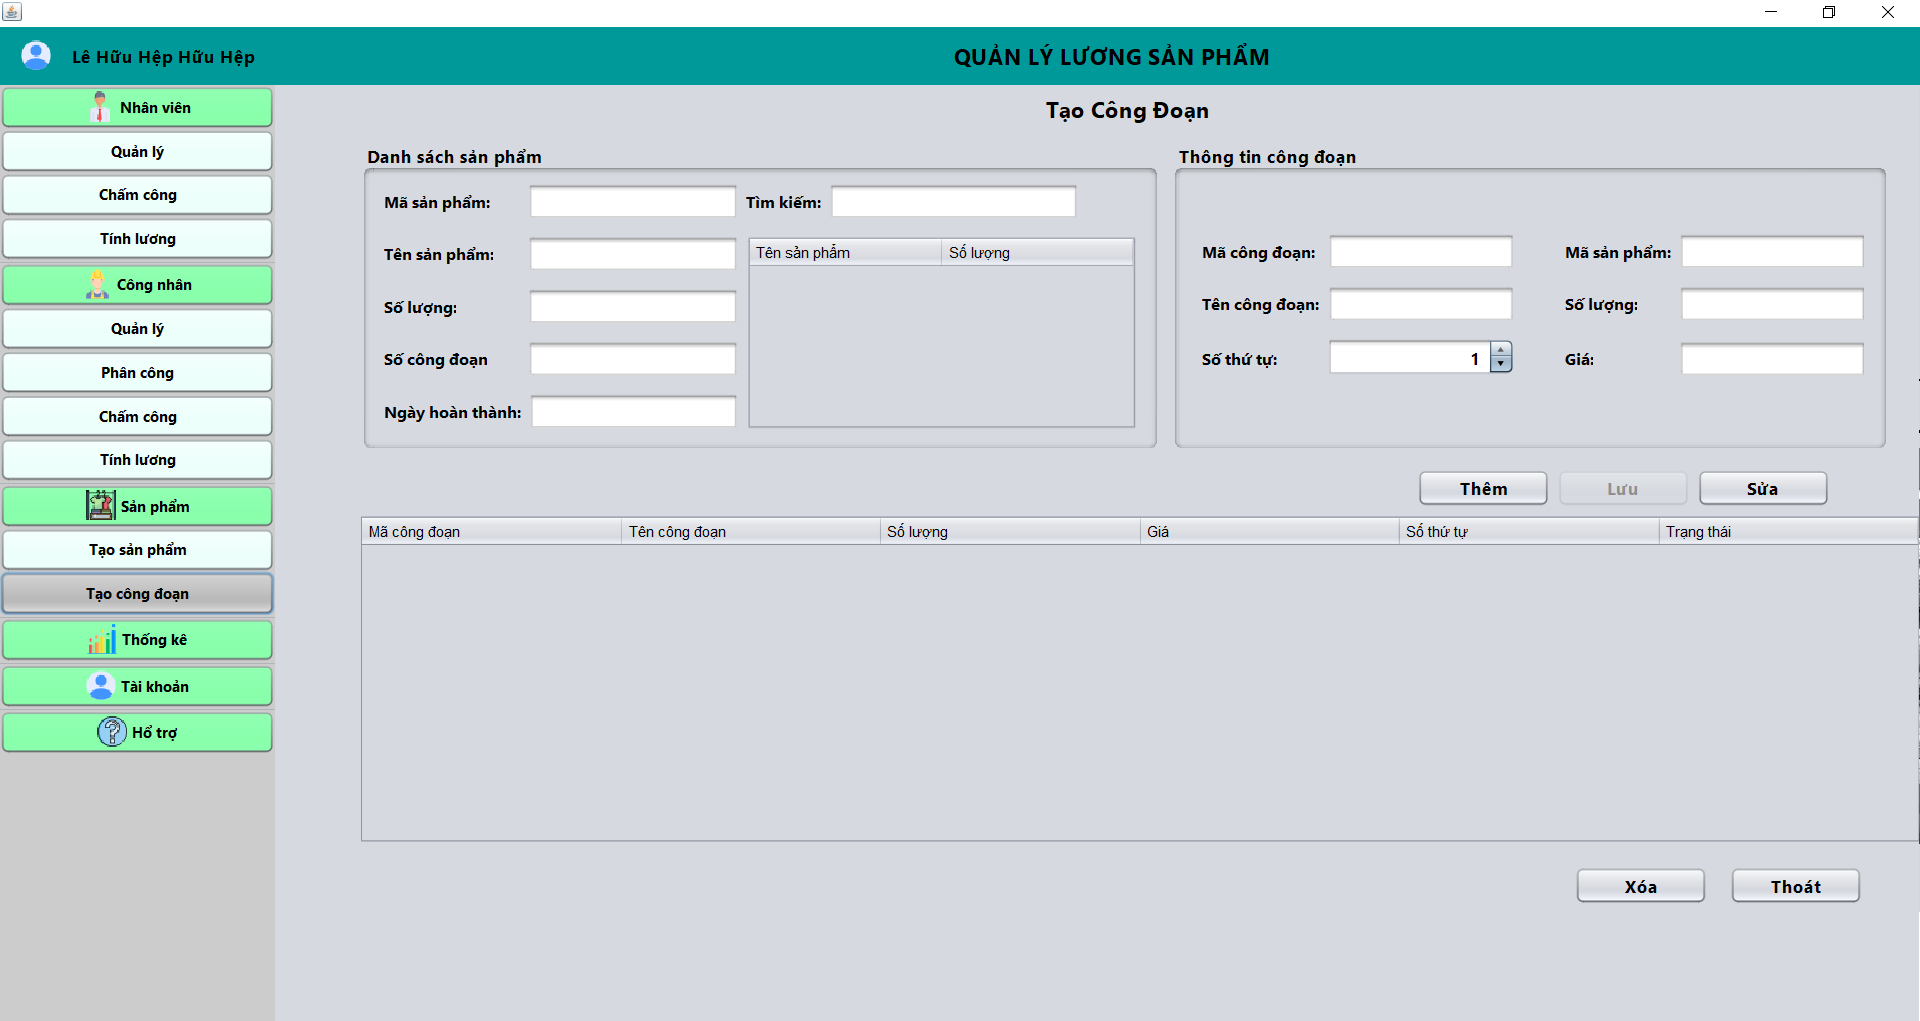 Lê Hữu Hệp Hữu Hệp
QUẢN LÝ LƯƠNG SẢN PHẨM
Nhân viên
Quản lý
Chấm công
Tính lương
Công nhân
Quản lý
Phân công
Chấm công
Tính lương
Sản phẩm
Tạo sản phẩm
Tạo công đoạn
Thống kê
Tài khoản
Hổ trợ
Tạo Công Đoạn
Danh sách sản phẩm
Mã sản phẩm:
Tìm kiếm:
Tên sản phẩm:
Tên sản phẩm Số lượng
Số lượng:
Số công đoạn
Ngày hoàn thành:
Thông tin công đoạn
Mã công đoạn:
Mã sản phẩm:
Tên công đoạn:
Số lượng:
Số thứ tự: 1
Giá:
Thêm Lưu Sửa
Mã công đoạn Tên công đoạn Số lượng Giá Số thứ tự Trạng thái
Xóa Thoát